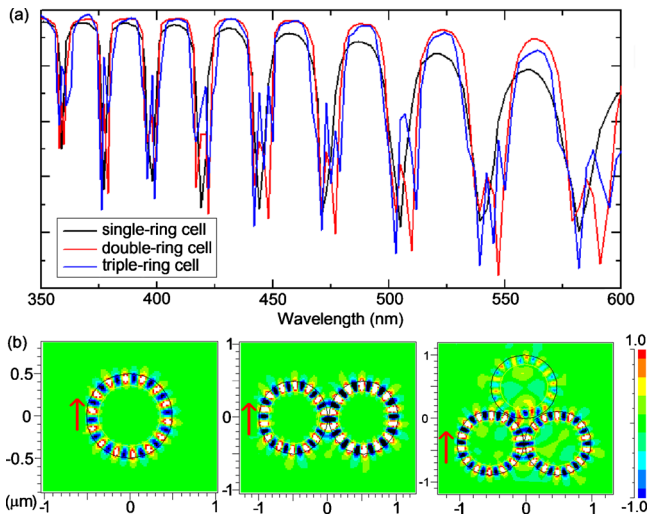 (a)
single-ring cell
double-ring cell
triple-ring cell
350 400 450 500 550 600
Wavelength (nm)
(b)
0.5
0
-0.5
(μm) -1 0 1
1
0
-1
-1 0 1
1
0
-1
-1 0 1
1.0
-1.0